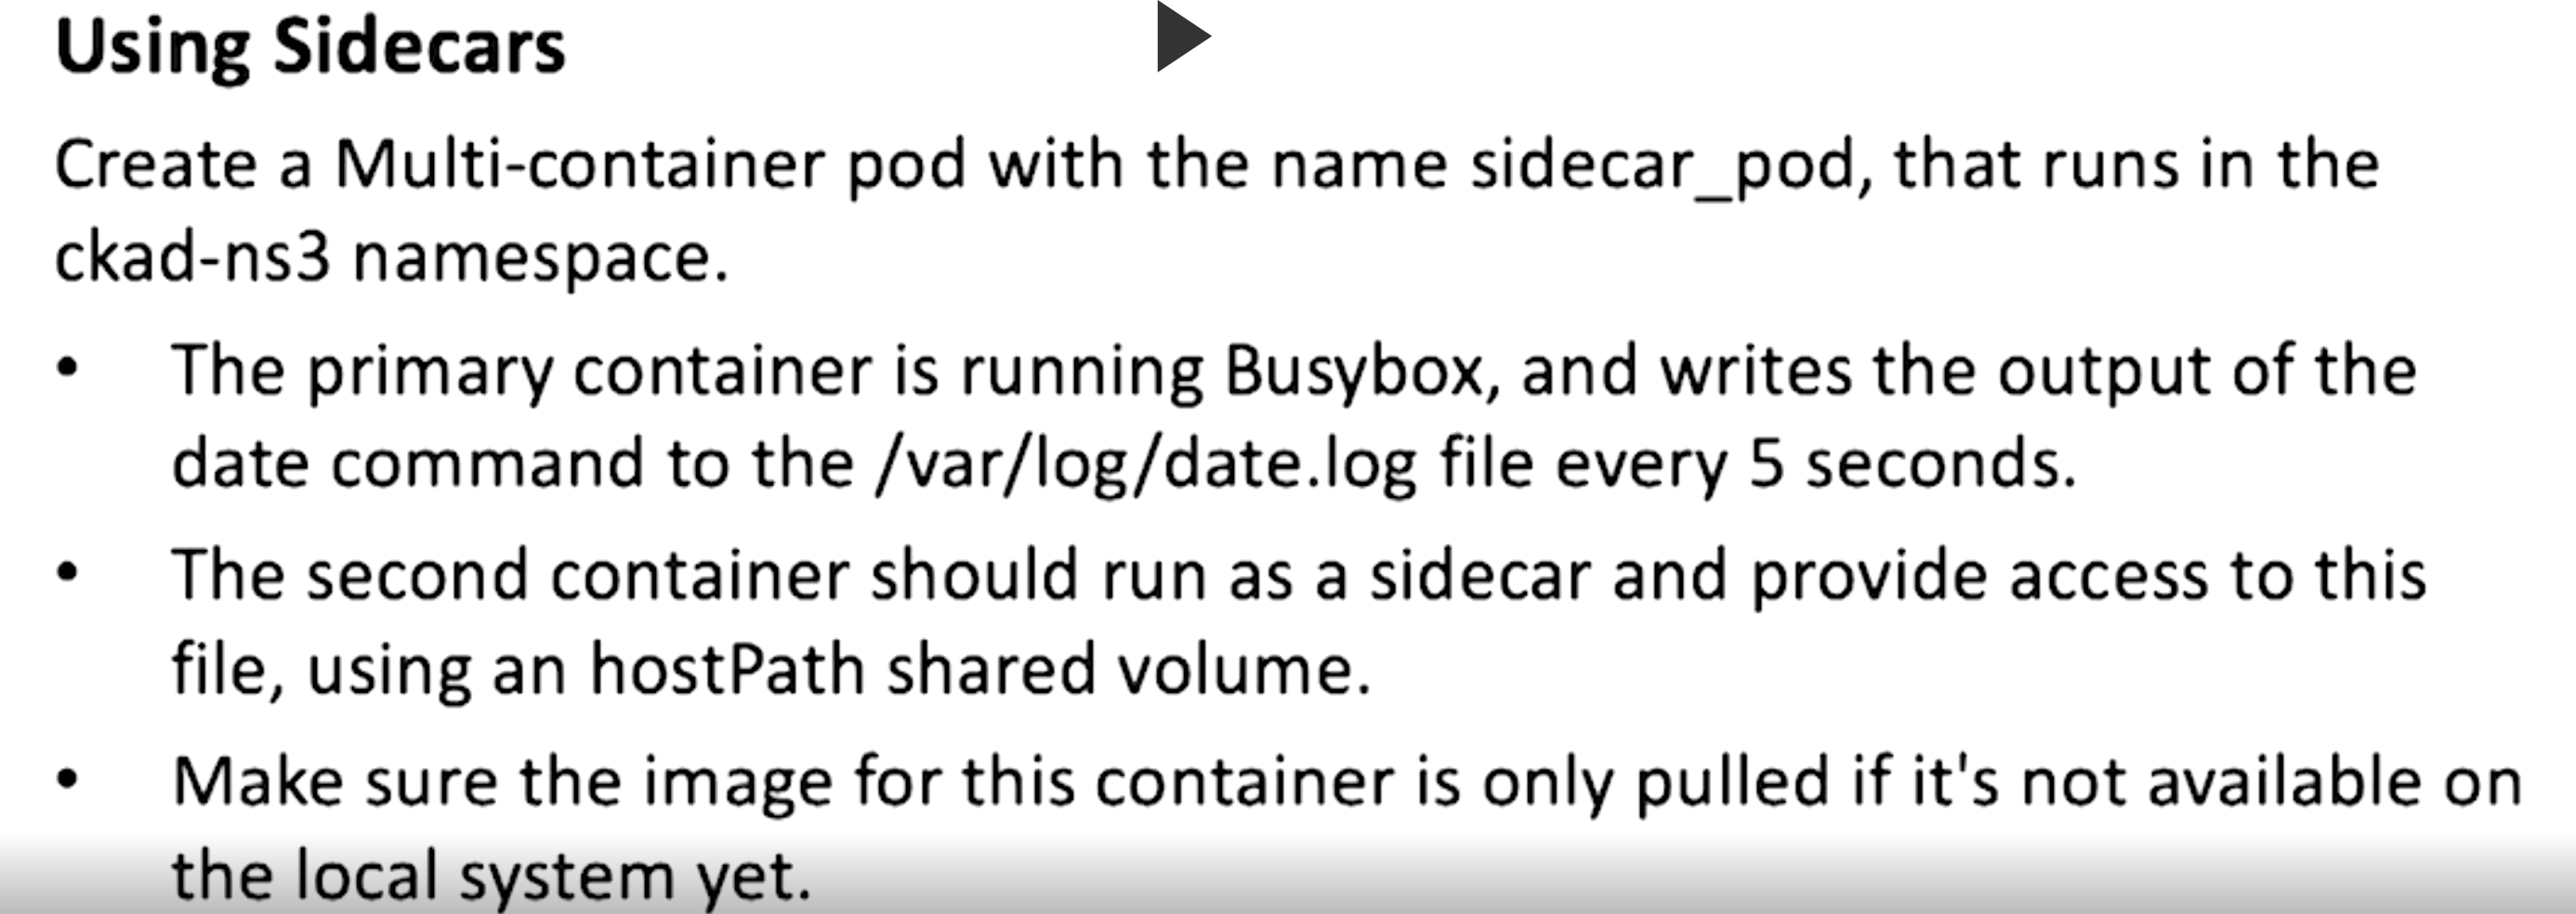 Using Sidecars
Create a Multi-container pod with the name sidecar_pod, that runs in the
ckad-ns3 namespace.
• The primary container is running Busybox, and writes the output of the
date command to the /var/log/date.log file every 5 seconds.
• The second container should run as a sidecar and provide access to this
file, using an hostPath shared volume.
• Make sure the image for this container is only pulled if it's not available on
the local system yet.